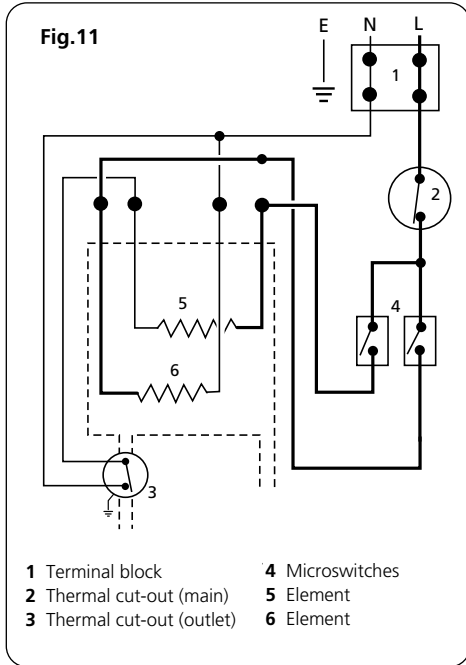 Fig.11
E N L
1
2
4
5
6
3
1 Terminal block
2 Thermal cut-out (main)
3 Thermal cut-out (outlet)
4 Microswitches
5 Element
6 Element